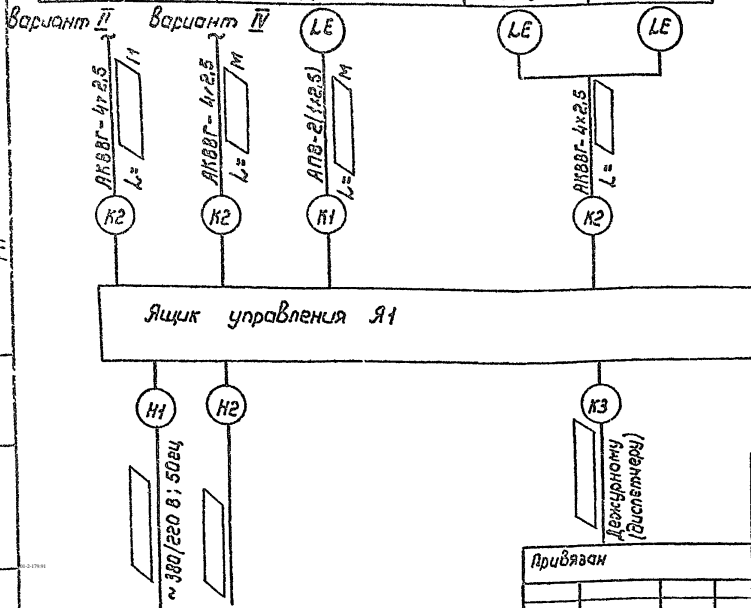 Вариант II
Вариант IV
LE
LE
LE
АКВВГ-4х2,5
L=
М
АКВВГ-4х2,5
L=
М
АПВ-2(1х2,5)
L=
М
АКВВГ-4х2,5
L=
К2
К2
К1
К2
Ящик управления Я1
Н1
Н2
К3
~380/220 В; 50Гц
Дежурному
(диспетчеру)
Привязан